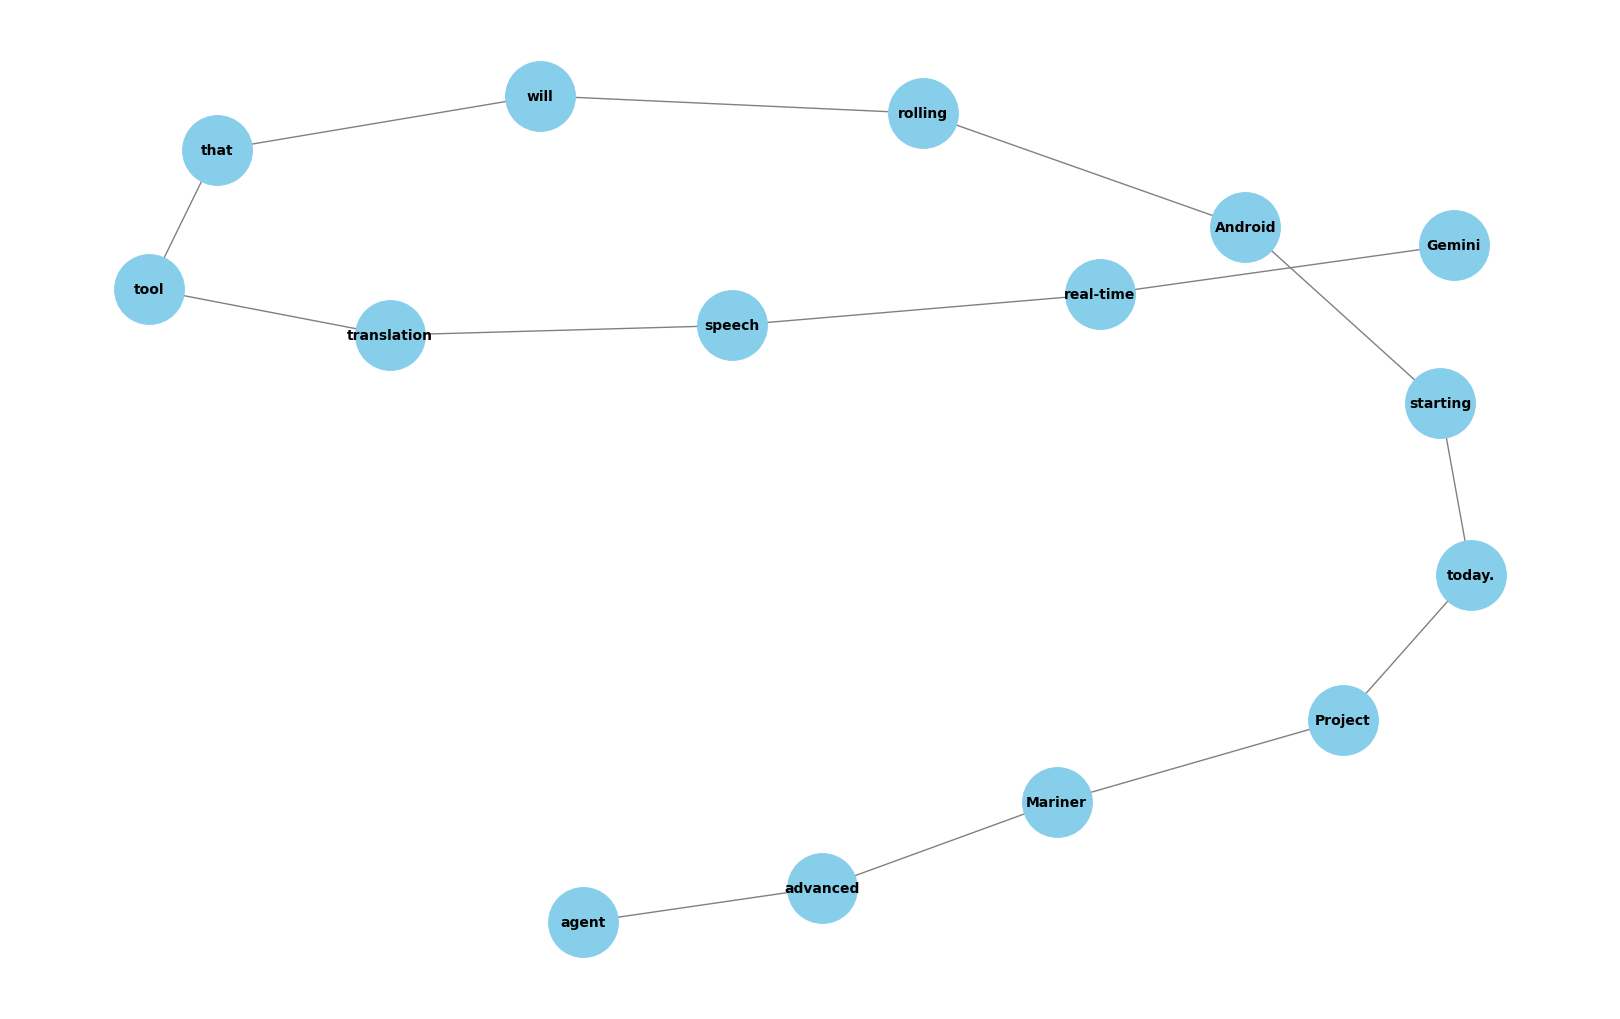 will
rolling
that
Android
Gemini
tool
real-time
speech
translation
starting
today.
Project
Mariner
advanced
agent